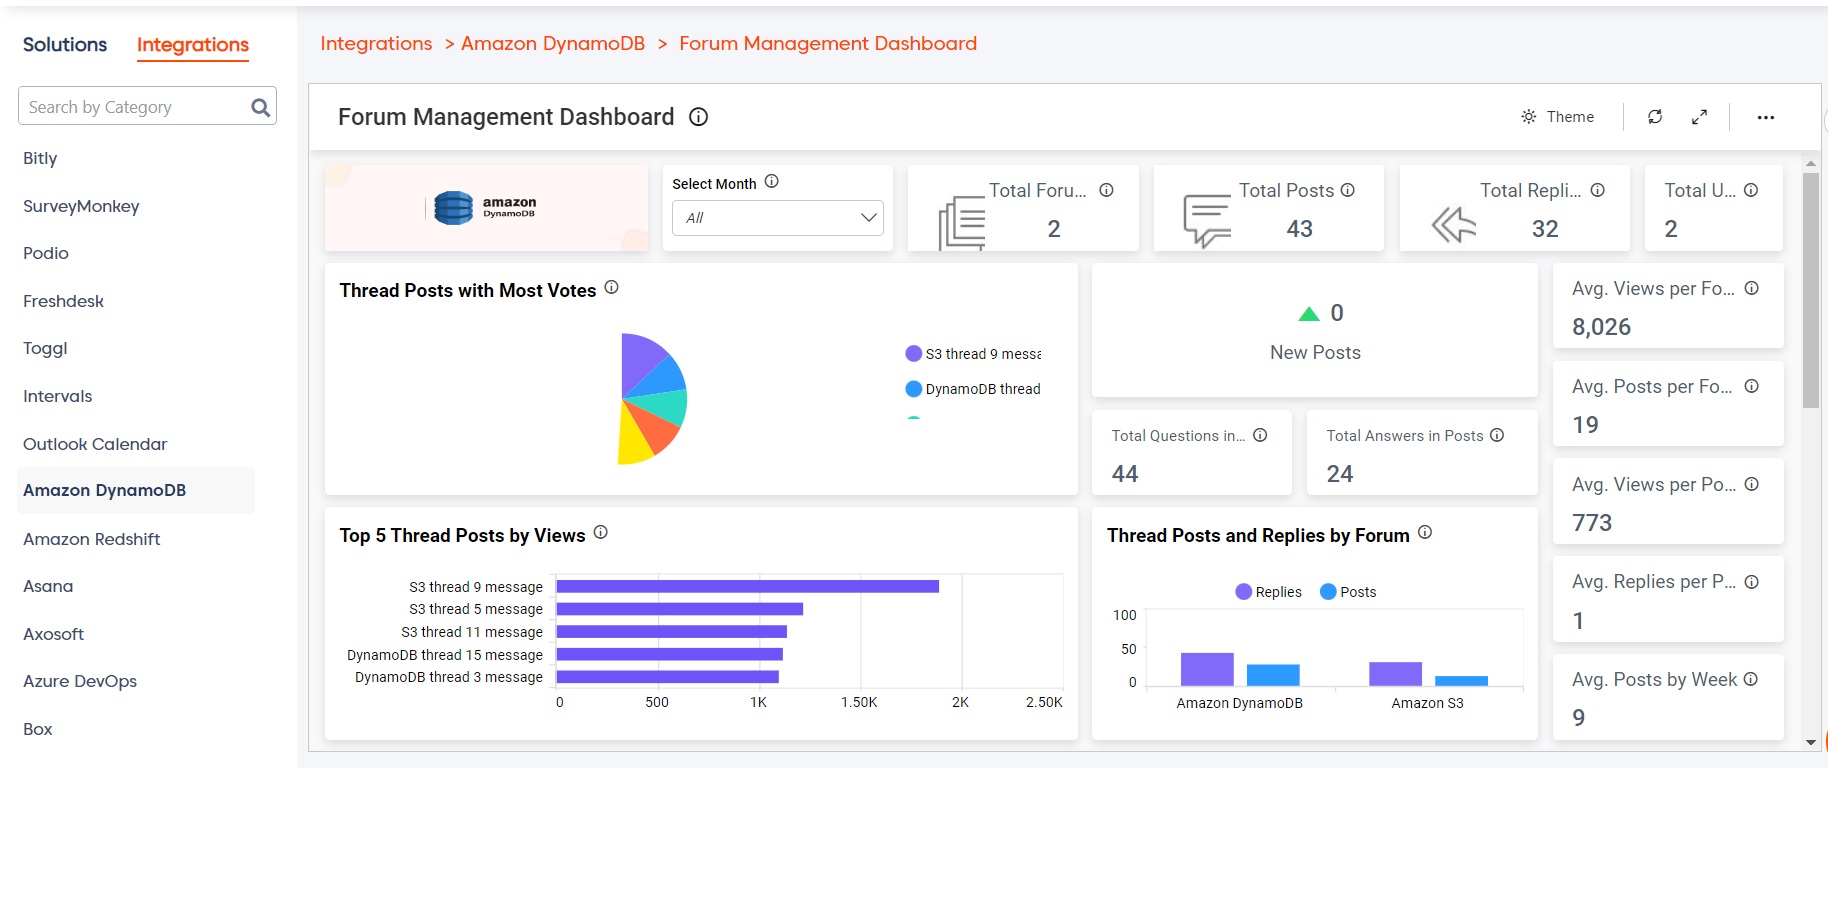 Solutions
Integrations
Search by Category
Bitly
SurveyMonkey
Podio
Freshdesk
Toggl
Intervals
Outlook Calendar
Amazon DynamoDB
Amazon Redshift
Asana
Axosoft
Azure DevOps
Box
Integrations > Amazon DynamoDB > Forum Management Dashboard
Forum Management Dashboard
Theme
amazon
DynamoDB
Select Month
All
Total Foru...
2
Total Posts
43
Total Repli...
32
Total U...
2
Thread Posts with Most Votes
S3 thread 9 messa
DynamoDB thread
0
New Posts
Total Questions in...
44
Total Answers in Posts
24
Avg. Views per Fo...
8,026
Avg. Posts per Fo...
19
Avg. Views per Po...
773
Avg. Replies per P...
1
Avg. Posts by Week
9
Top 5 Thread Posts by Views
S3 thread 9 message
S3 thread 5 message
S3 thread 11 message
DynamoDB thread 15 message
DynamoDB thread 3 message
0 500 1K 1.50K 2K 2.50K
Thread Posts and Replies by Forum
Replies Posts
100
50
0
Amazon DynamoDB Amazon S3